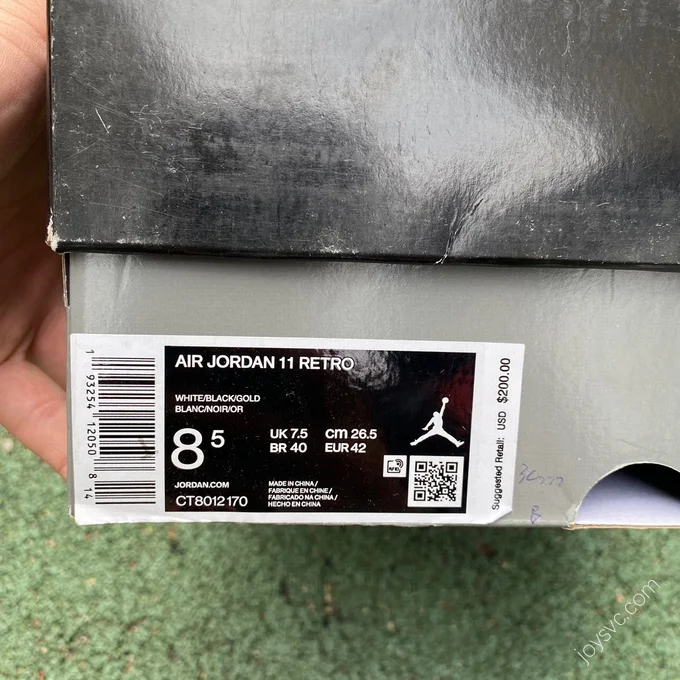 AIR JORDAN 11 RETRO
WHITE/BLACK/GOLD
BLANC/NOIR/OR
8 5
UK 7.5 cm 26.5
BR 40 EUR 42
JORDAN.COM
CT8012 170
MADE IN CHINA /
FABRIQUE EN CHINE /
FABRICADO NA CHINA /
HECHO EN CHINA
1 93254 12050 8 14
Suggested Retail: USD $200.00
joysvc.com